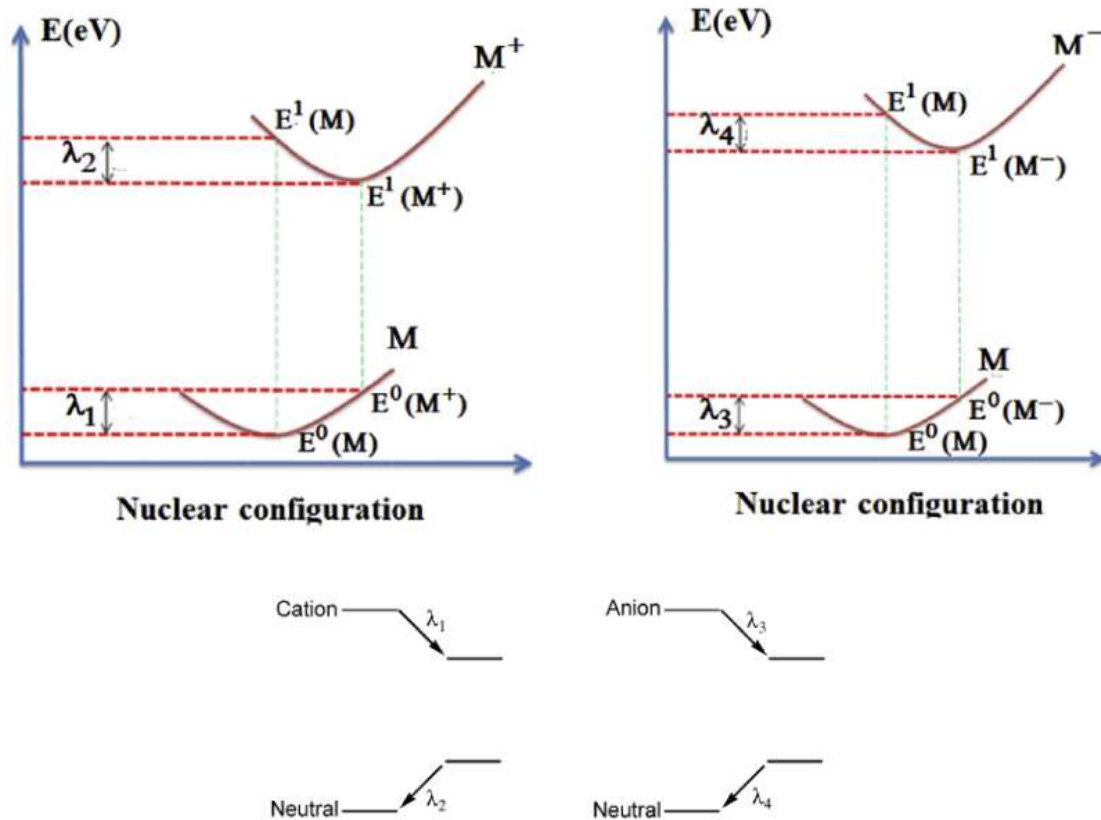 E(eV)
M⁺
E¹(M)
λ₂
E¹(M⁺)
M
λ₁
E⁰(M⁺)
E⁰(M)
Nuclear configuration
E(eV)
M⁻
E¹(M)
λ₄
E¹(M⁻)
M
λ₃
E⁰(M⁻)
E⁰(M)
Nuclear configuration
Cation
λ₁
Anion
λ₃
Neutral
λ₂
Neutral
λ₄